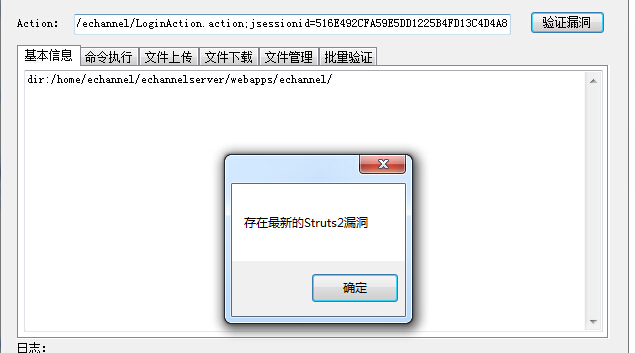 Action: /echannel/LoginAction.action;jsessionid=516E492CFA59E5DD1225B4FD13C4D4A8 验证漏洞
基本信息 命令执行 文件上传 文件下载 文件管理 批量验证
dir:/home/echannel/echannelserver/webapps/echannel/
存在最新的Struts2漏洞
确定
日志: